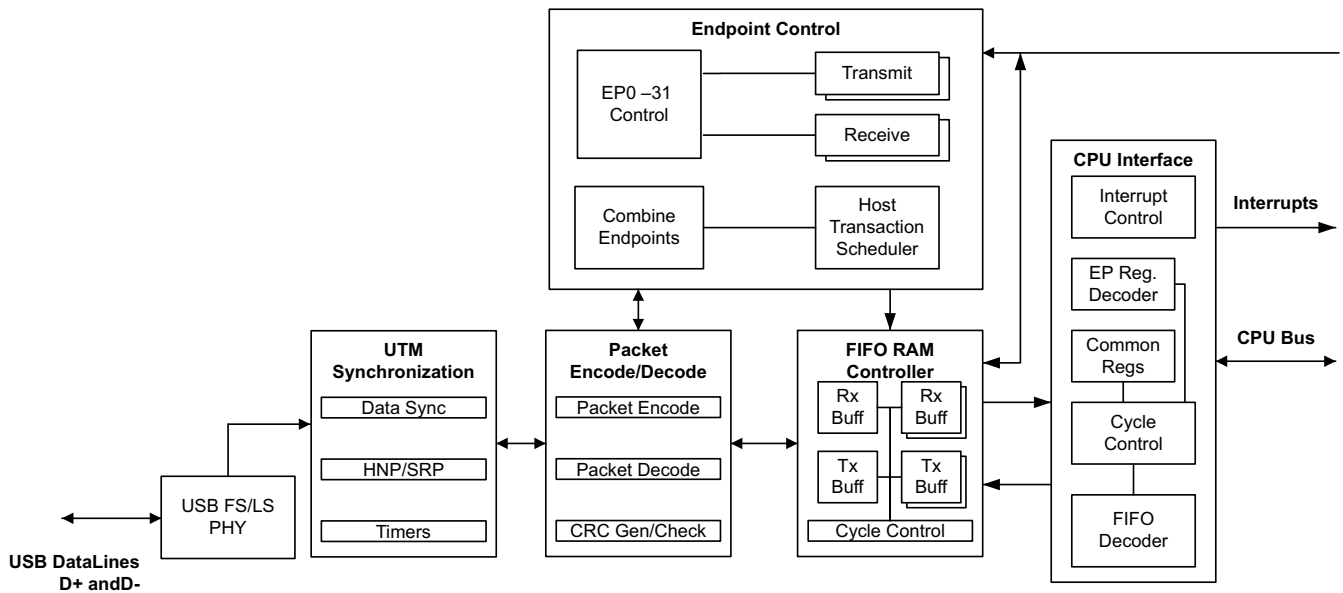 Endpoint Control
EP0 –31
Control
Transmit
Receive
Combine
Endpoints
Host
Transaction
Scheduler
CPU Interface
Interrupt
Control
Interrupts
EP Reg.
Decoder
Common
Regs
CPU Bus
Cycle
Control
FIFO
Decoder
UTM
Synchronization
Data Sync
HNP/SRP
Timers
Packet
Encode/Decode
Packet Encode
Packet Decode
CRC Gen/Check
FIFO RAM
Controller
Rx
Buff
Rx
Buff
Tx
Buff
Tx
Buff
Cycle Control
USB FS/LS
PHY
USB DataLines
D+ andD-